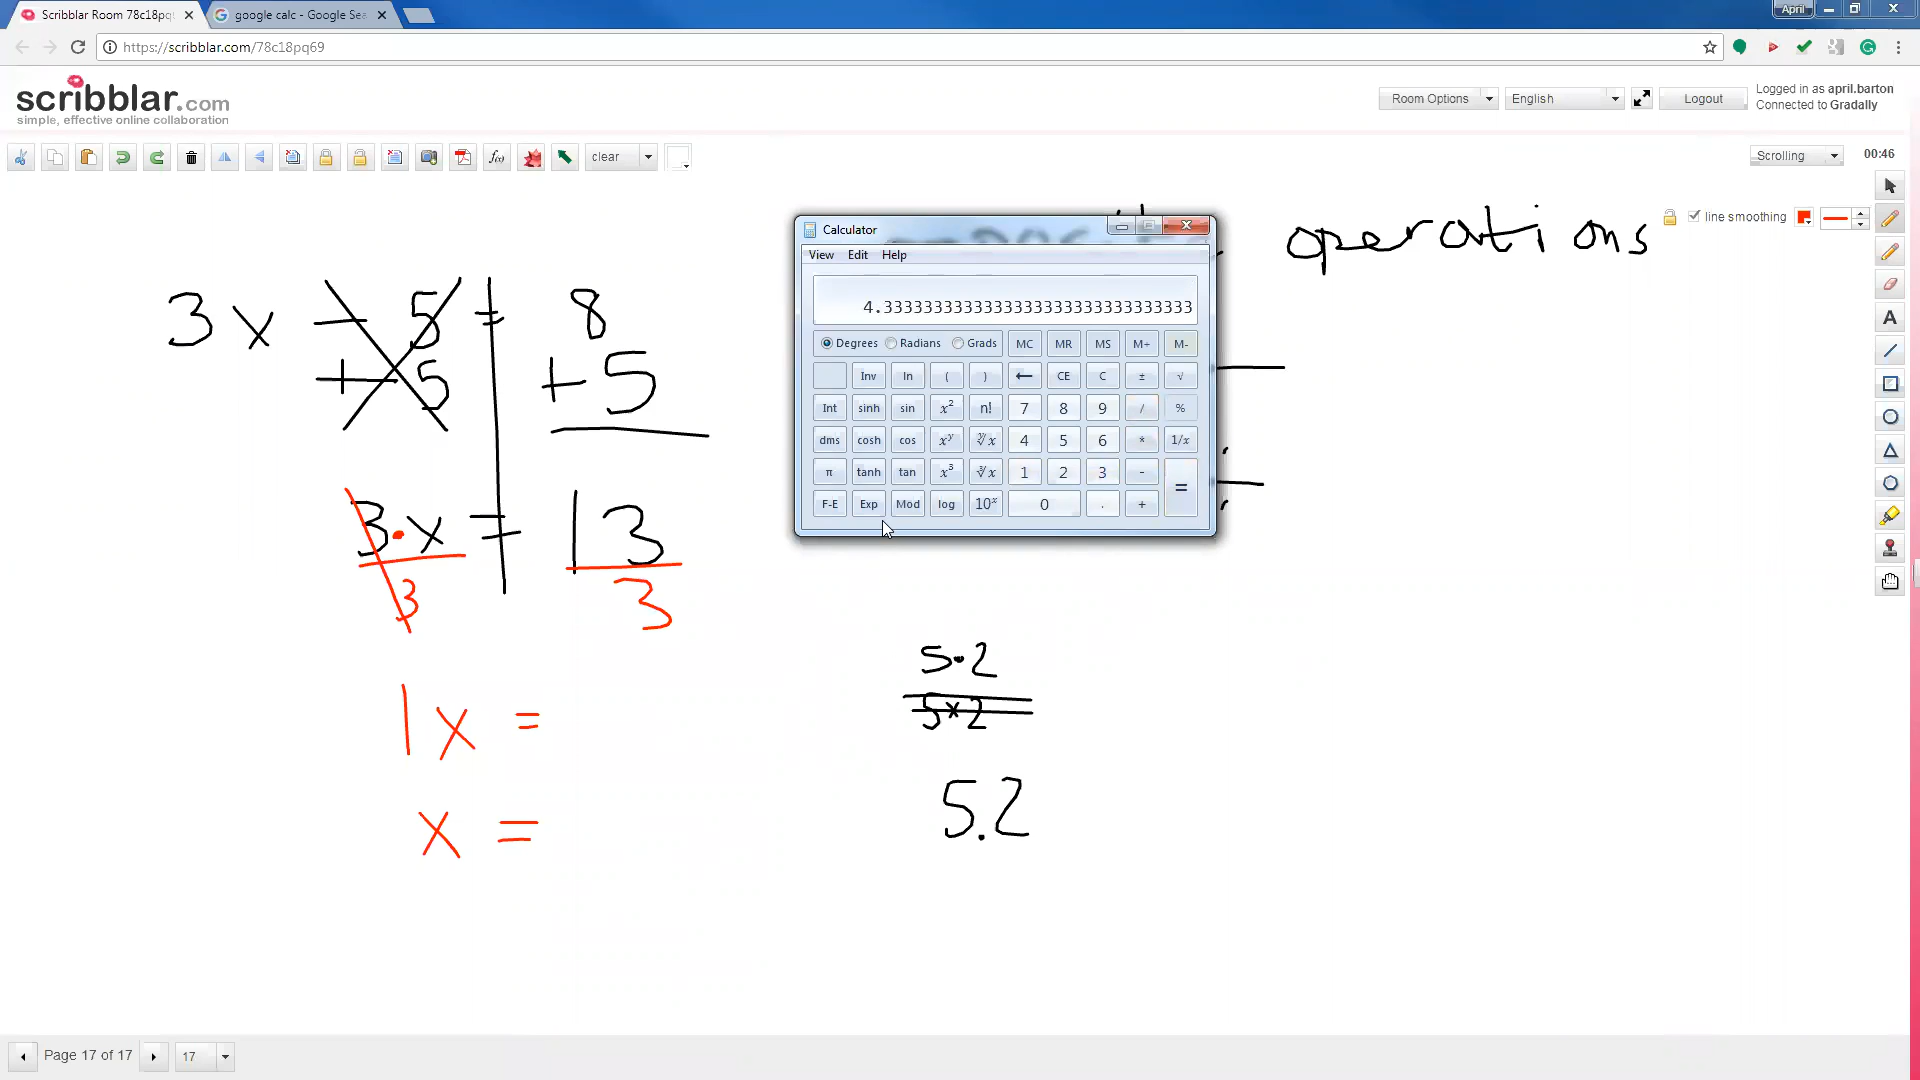 Scribblar Room 78c18pq
google calc - Google Sea
April
https://scribblar.com/78c18pq69
scribblar.com
simple, effective online collaboration
Room Options
English
Logout
Logged in as april.barton
Connected to Gradally
f(x)
clear
Scrolling
00:46
line smoothing
A
operations
3x - 5 = 8
+ 5 + 5
3·x = 13
3 3
1x =
x =
5·2
5×2
5.2
Calculator
View Edit Help
4.3333333333333333333333333333333
Degrees Radians Grads MC MR MS M+ M-
Inv ln ( ) ← CE C ± √
Int sinh sin x² n! 7 8 9 / %
dms cosh cos xʸ ʸ√x 4 5 6 * 1/x
π tanh tan x³ ³√x 1 2 3 - =
F-E Exp Mod log 10ˣ 0 . +
Page 17 of 17
17